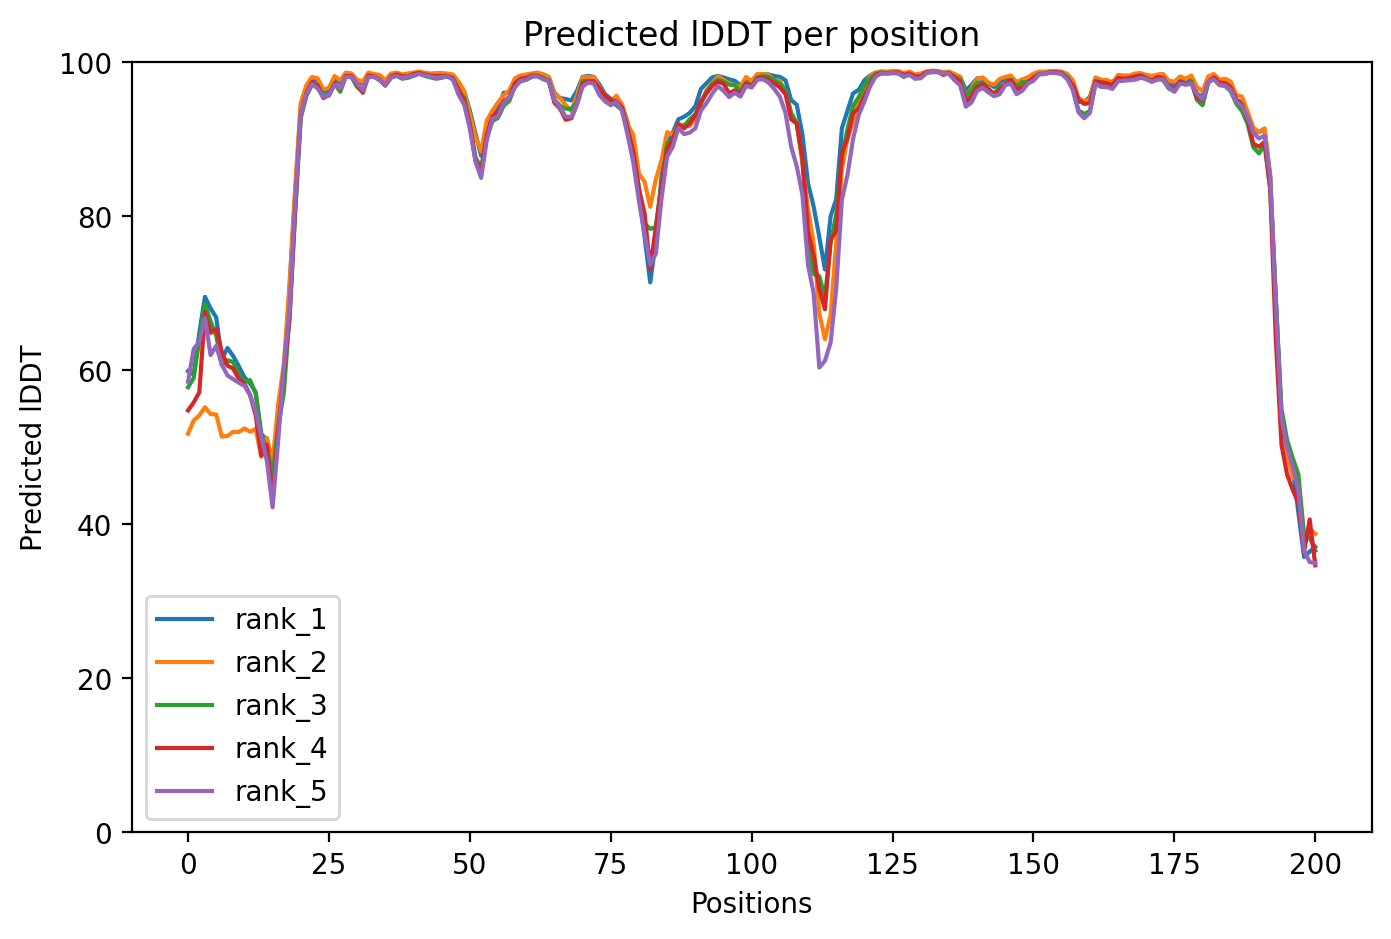 Predicted lDDT per position
100
80
60
40
20
0
Predicted lDDT
rank_1
rank_2
rank_3
rank_4
rank_5
0 25 50 75 100 125 150 175 200
Positions